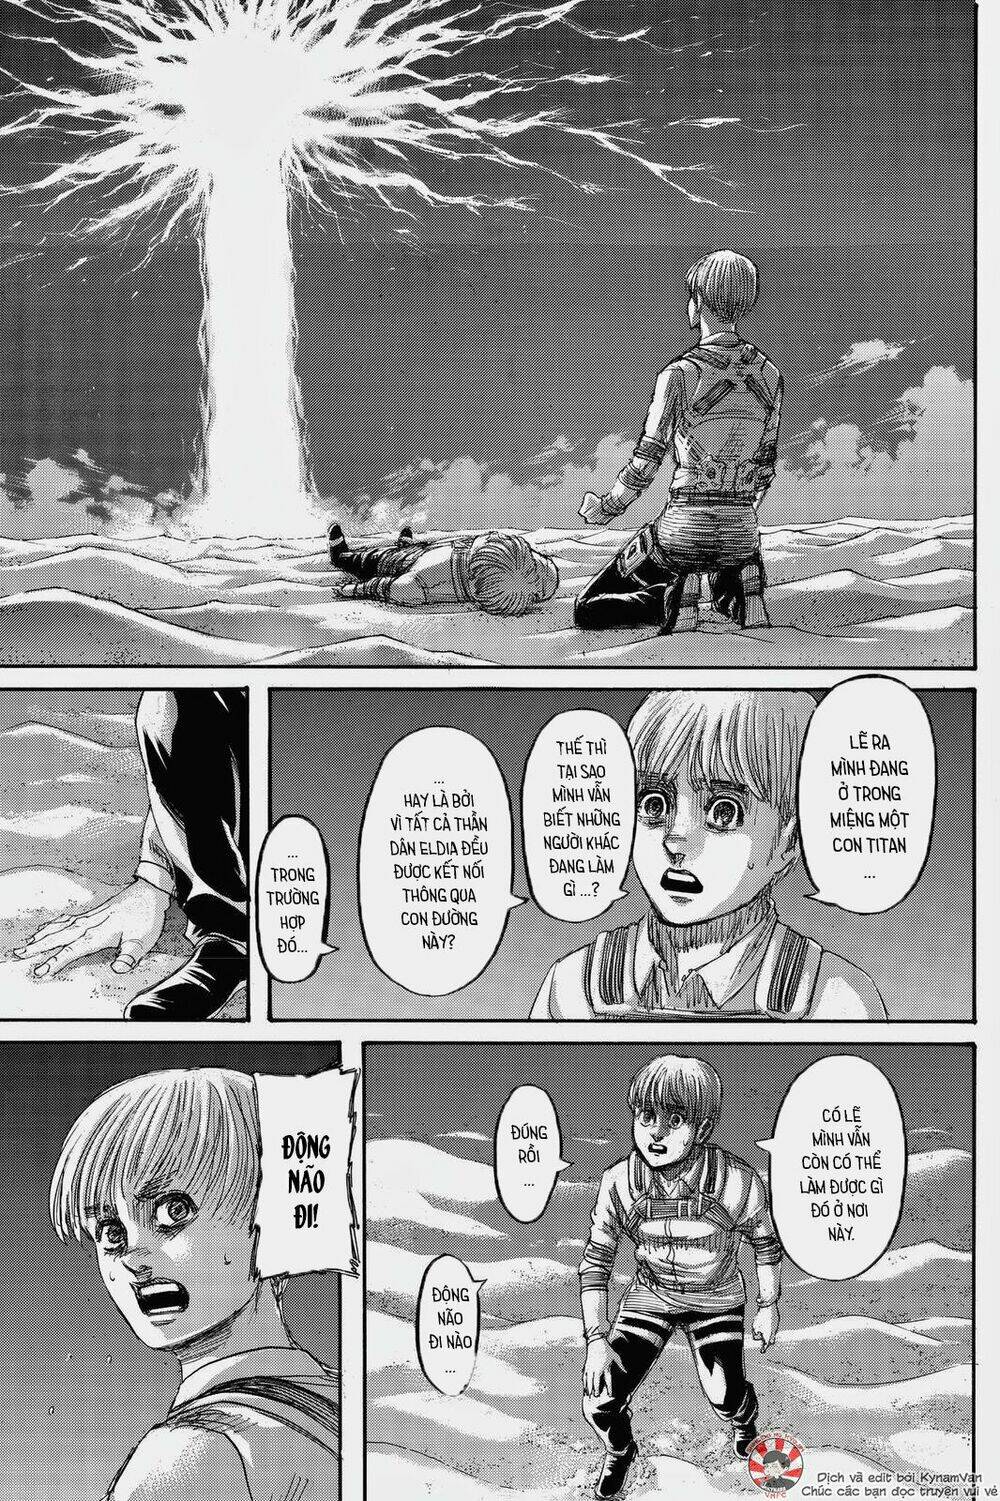 LẼ RA
MÌNH ĐANG
Ở TRONG
MIỆNG MỘT
CON TITAN
...
THẾ THÌ
TẠI SAO
MÌNH VẪN
BIẾT NHỮNG
NGƯỜI KHÁC
ĐANG LÀM
GÌ ...?
...
HAY LÀ BỞI
VÌ TẤT CẢ THẦN
DÂN ELDIA ĐỀU
ĐƯỢC KẾT NỐI
THÔNG QUA
CON ĐƯỜNG
NÀY?
...
TRONG
TRƯỜNG
HỢP
ĐÓ...
CÓ LẼ
MÌNH VẪN
CÒN CÓ THỂ
LÀM ĐƯỢC GÌ
ĐÓ Ở NƠI
NÀY.
ĐÚNG
RỒI
...
ĐỘNG
NÃO
ĐI NÀO
...
ĐỘNG
NÃO
ĐI!
Dịch và edit bởi KynamVan
Chúc các bạn đọc truyện vui vẻ